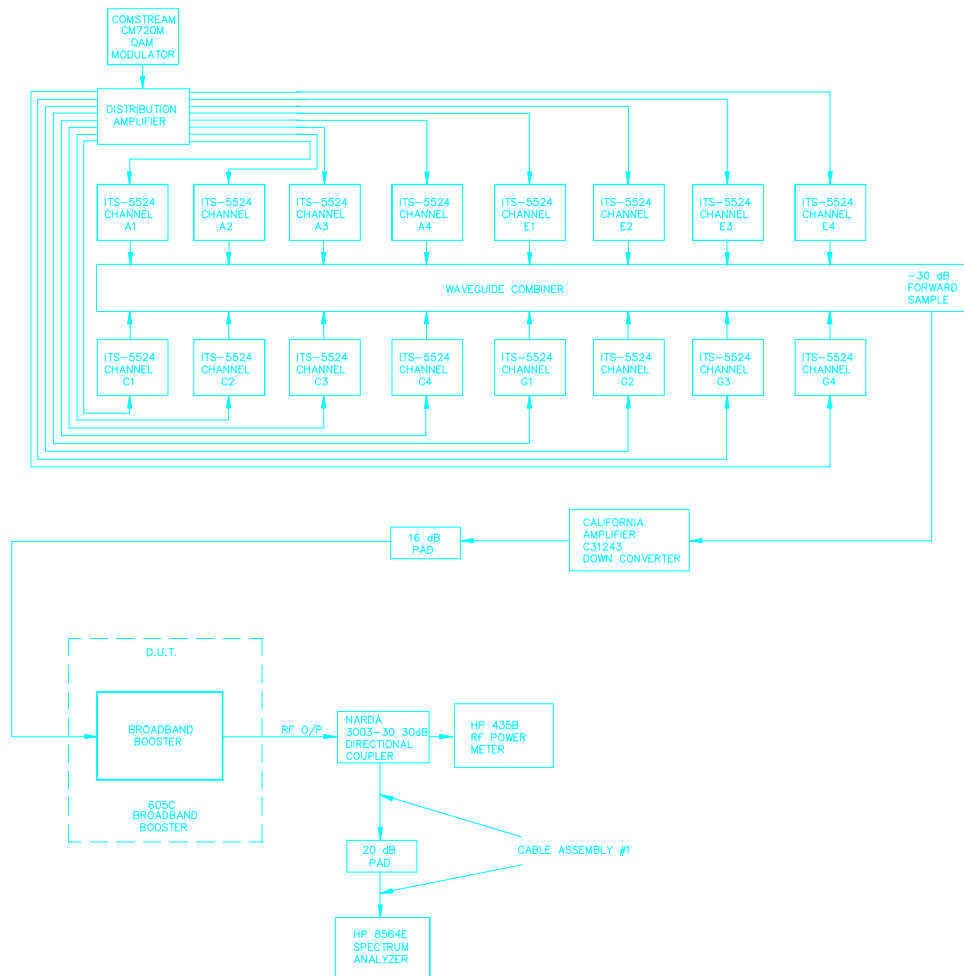 COMSTREAM
CM720M
QAM
MODULATOR
DISTRIBUTION
AMPLIFIER
ITS-5524
CHANNEL
A1
ITS-5524
CHANNEL
A2
ITS-5524
CHANNEL
A3
ITS-5524
CHANNEL
A4
ITS-5524
CHANNEL
E1
ITS-5524
CHANNEL
E2
ITS-5524
CHANNEL
E3
ITS-5524
CHANNEL
E4
WAVEGUIDE COMBINER
-30 dB
FORWARD
SAMPLE
ITS-5524
CHANNEL
C1
ITS-5524
CHANNEL
C2
ITS-5524
CHANNEL
C3
ITS-5524
CHANNEL
C4
ITS-5524
CHANNEL
G1
ITS-5524
CHANNEL
G2
ITS-5524
CHANNEL
G3
ITS-5524
CHANNEL
G4
CALIFORNIA
AMPLIFIER
C31243
DOWN CONVERTER
16 dB
PAD
D.U.T.
BROADBAND
BOOSTER
605C
BROADBAND
BOOSTER
RF O/P
NARDA
3003-30 30dB
DIRECTIONAL
COUPLER
HP 435B
RF POWER
METER
20 dB
PAD
CABLE ASSEMBLY #1
HP 8564E
SPECTRUM
ANALYZER